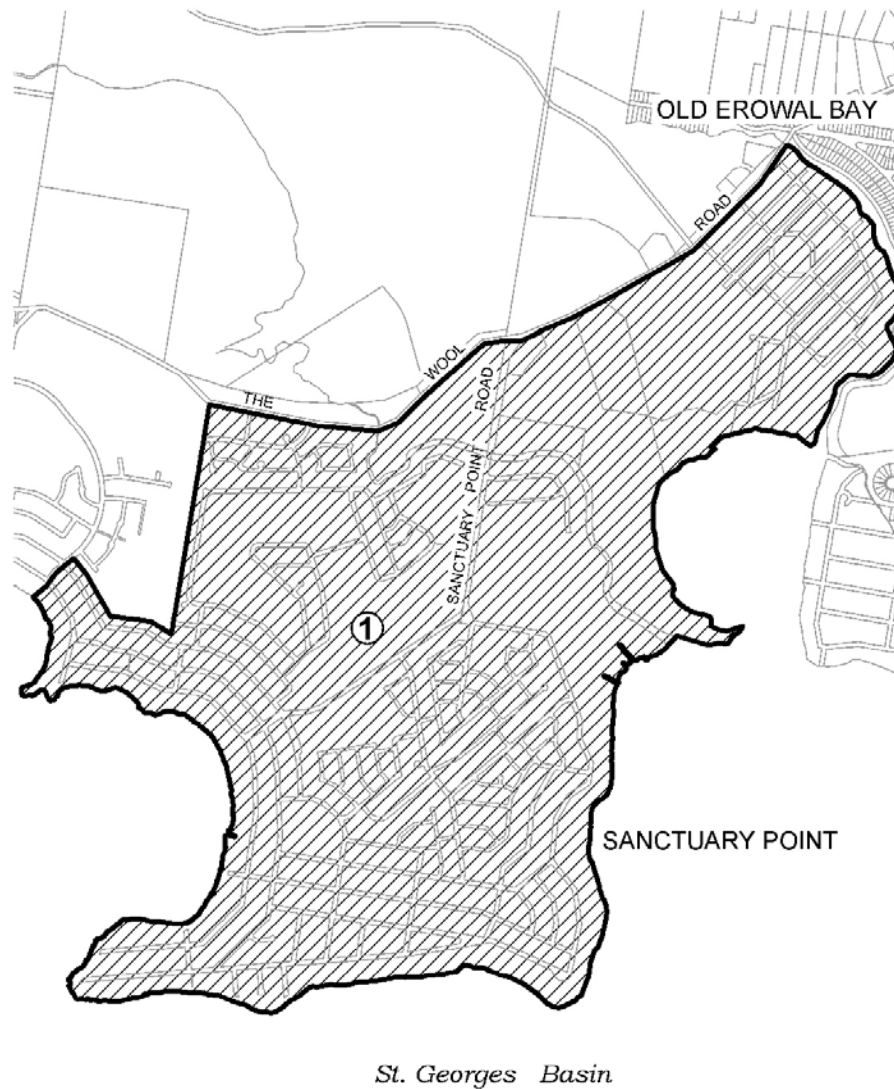 OLD EROWAL BAY
THE WOOL ROAD
SANCTUARY POINT ROAD
1
SANCTUARY POINT
St. Georges Basin